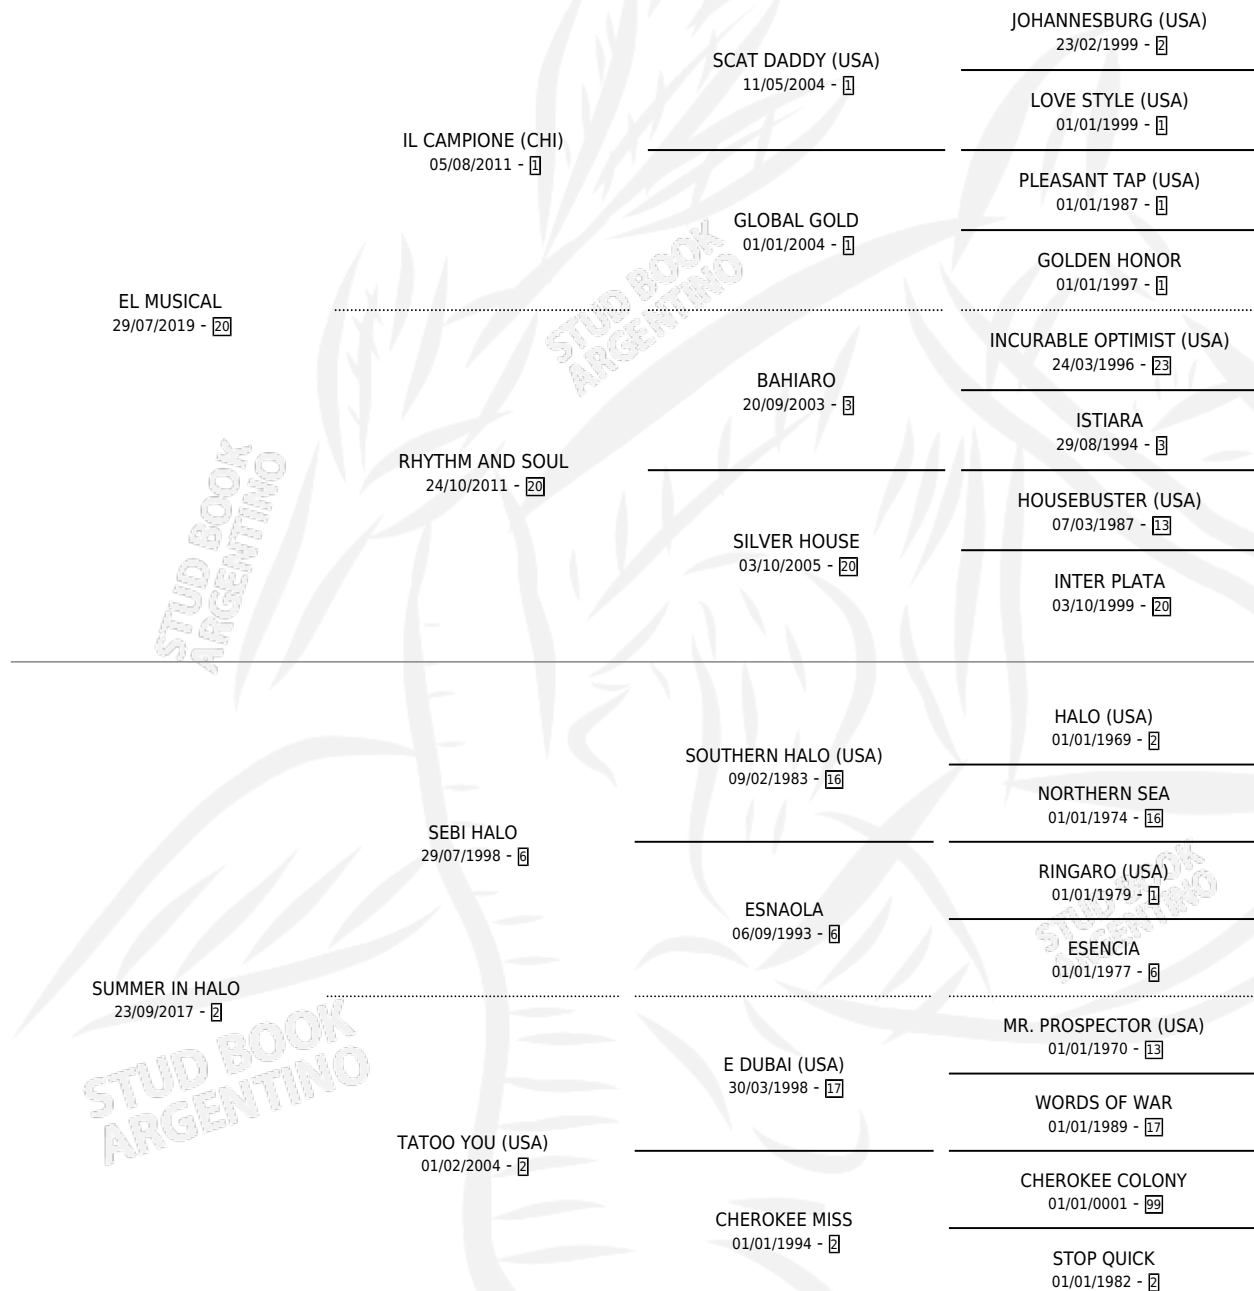 JOHANNESBURG (USA)
23/02/1999 - 2
SCAT DADDY (USA)
11/05/2004 - 1
LOVE STYLE (USA)
01/01/1999 - 1
IL CAMPIONE (CHI)
05/08/2011 - 1
PLEASANT TAP (USA)
01/01/1987 - 1
GLOBAL GOLD
01/01/2004 - 1
GOLDEN HONOR
01/01/1997 - 1
EL MUSICAL
29/07/2019 - 20
INCURABLE OPTIMIST (USA)
24/03/1996 - 23
BAHIARO
20/09/2003 - 3
ISTIARA
29/08/1994 - 3
RHYTHM AND SOUL
24/10/2011 - 20
HOUSEBUSTER (USA)
07/03/1987 - 13
SILVER HOUSE
03/10/2005 - 20
INTER PLATA
03/10/1999 - 20
HALO (USA)
01/01/1969 - 2
SOUTHERN HALO (USA)
09/02/1983 - 16
NORTHERN SEA
01/01/1974 - 16
SEBI HALO
29/07/1998 - 6
RINGARO (USA)
01/01/1979 - 1
ESNAOLA
06/09/1993 - 6
ESENCIA
01/01/1977 - 6
SUMMER IN HALO
23/09/2017 - 2
MR. PROSPECTOR (USA)
01/01/1970 - 13
E DUBAI (USA)
30/03/1998 - 17
WORDS OF WAR
01/01/1989 - 17
TATOO YOU (USA)
01/02/2004 - 2
CHEROKEE COLONY
01/01/0001 - 99
CHEROKEE MISS
01/01/1994 - 2
STOP QUICK
01/01/1982 - 2
STUD BOOK
ARGENTINO
STUD BOOK
ARGENTINO
STUD BOOK
ARGENTINO
STUD BOOK
ARGENTINO